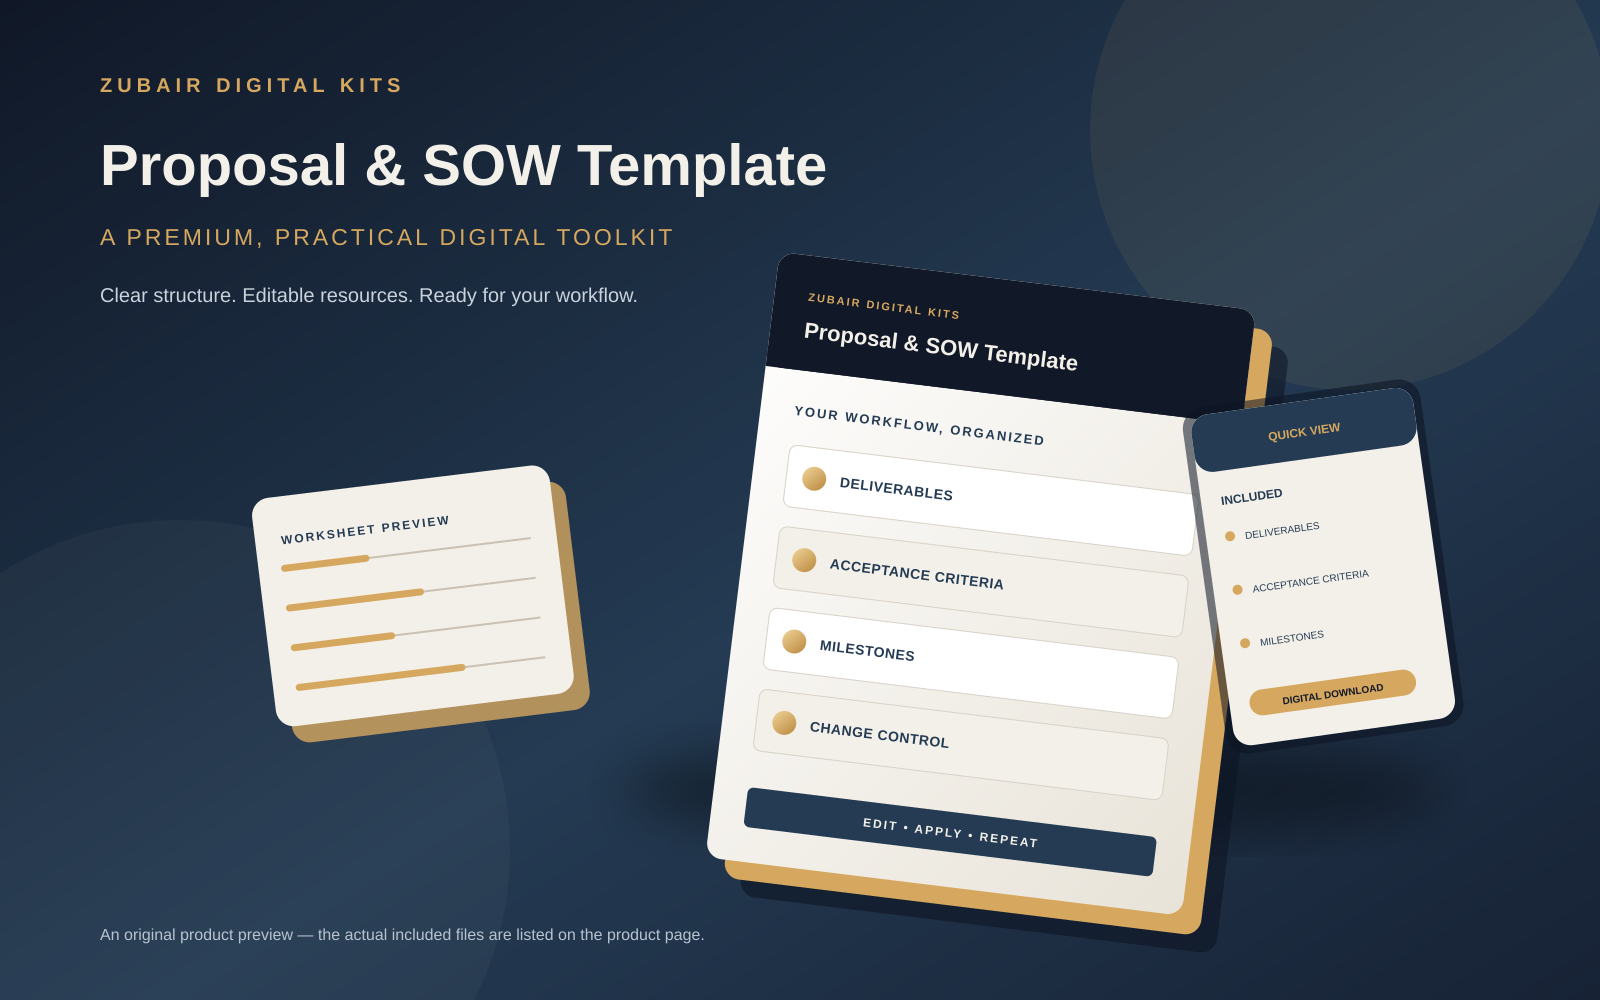 ZUBAIR DIGITAL KITS
Proposal & SOW Template
A PREMIUM, PRACTICAL DIGITAL TOOLKIT
Clear structure. Editable resources. Ready for your workflow.
WORKSHEET PREVIEW
ZUBAIR DIGITAL KITS
Proposal & SOW Template
YOUR WORKFLOW, ORGANIZED
DELIVERABLES
ACCEPTANCE CRITERIA
MILESTONES
CHANGE CONTROL
EDIT • APPLY • REPEAT
QUICK VIEW
INCLUDED
DELIVERABLES
ACCEPTANCE CRITERIA
MILESTONES
DIGITAL DOWNLOAD
An original product preview — the actual included files are listed on the product page.